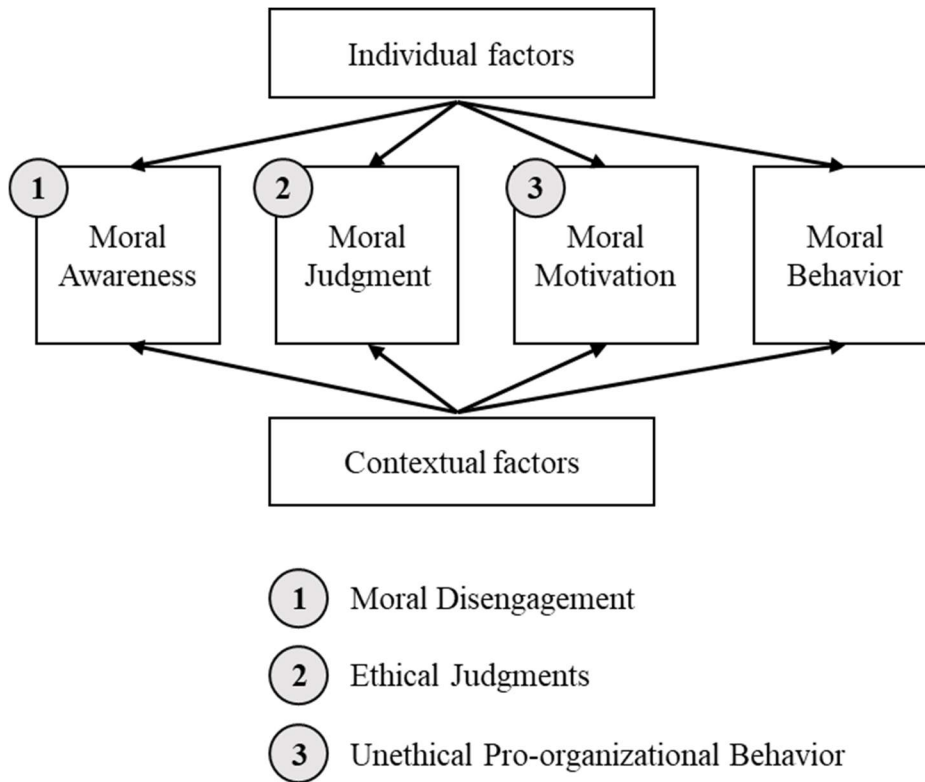 Individual factors
1
2
3
Moral
Awareness
Moral
Judgment
Moral
Motivation
Moral
Behavior
Contextual factors
1 Moral Disengagement
2 Ethical Judgments
3 Unethical Pro-organizational Behavior